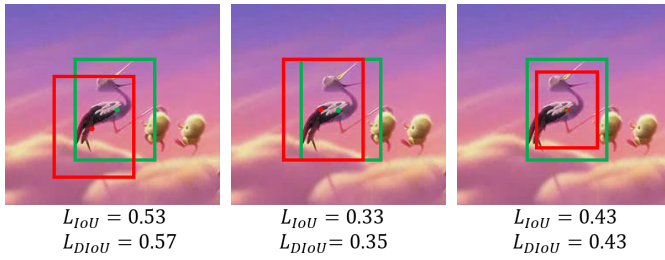 L_IoU = 0.53
L_DIoU = 0.57
L_IoU = 0.33
L_DIoU= 0.35
L_IoU = 0.43
L_DIoU = 0.43